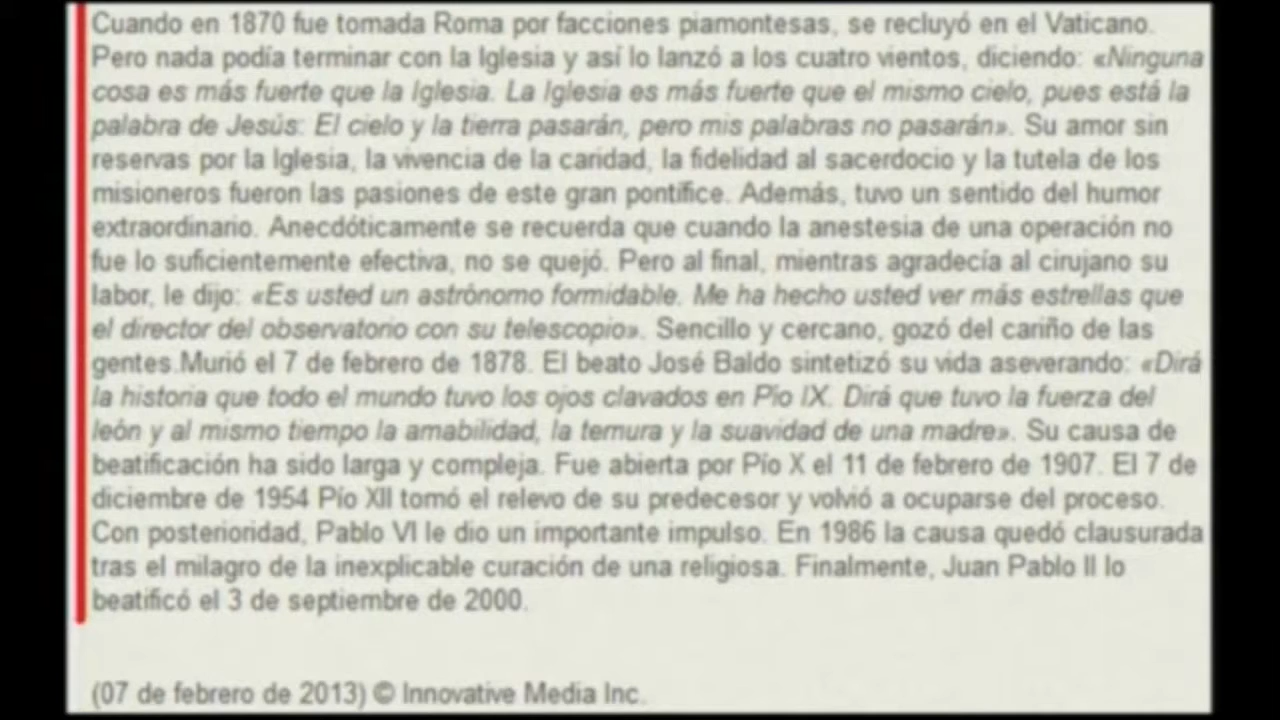 Cuando en 1870 fue tomada Roma por facciones piamontesas, se recluyó en el Vaticano.
Pero nada podía terminar con la Iglesia y así lo lanzó a los cuatro vientos, diciendo: «Ninguna
cosa es más fuerte que la Iglesia. La Iglesia es más fuerte que el mismo cielo, pues está la
palabra de Jesús: El cielo y la tierra pasarán, pero mis palabras no pasarán». Su amor sin
reservas por la Iglesia, la vivencia de la caridad, la fidelidad al sacerdocio y la tutela de los
misioneros fueron las pasiones de este gran pontífice. Además, tuvo un sentido del humor
extraordinario. Anecdóticamente se recuerda que cuando la anestesia de una operación no
fue lo suficientemente efectiva, no se quejó. Pero al final, mientras agradecía al cirujano su
labor, le dijo: «Es usted un astrónomo formidable. Me ha hecho usted ver más estrellas que
el director del observatorio con su telescopio». Sencillo y cercano, gozó del cariño de las
gentes.Murió el 7 de febrero de 1878. El beato José Baldo sintetizó su vida aseverando: «Dirá
la historia que todo el mundo tuvo los ojos clavados en Pío IX. Dirá que tuvo la fuerza del
león y al mismo tiempo la amabilidad, la ternura y la suavidad de una madre». Su causa de
beatificación ha sido larga y compleja. Fue abierta por Pío X el 11 de febrero de 1907. El 7 de
diciembre de 1954 Pío XII tomó el relevo de su predecesor y volvió a ocuparse del proceso.
Con posterioridad, Pablo VI le dio un importante impulso. En 1986 la causa quedó clausurada
tras el milagro de la inexplicable curación de una religiosa. Finalmente, Juan Pablo II lo
beatificó el 3 de septiembre de 2000.
(07 de febrero de 2013) © Innovative Media Inc.